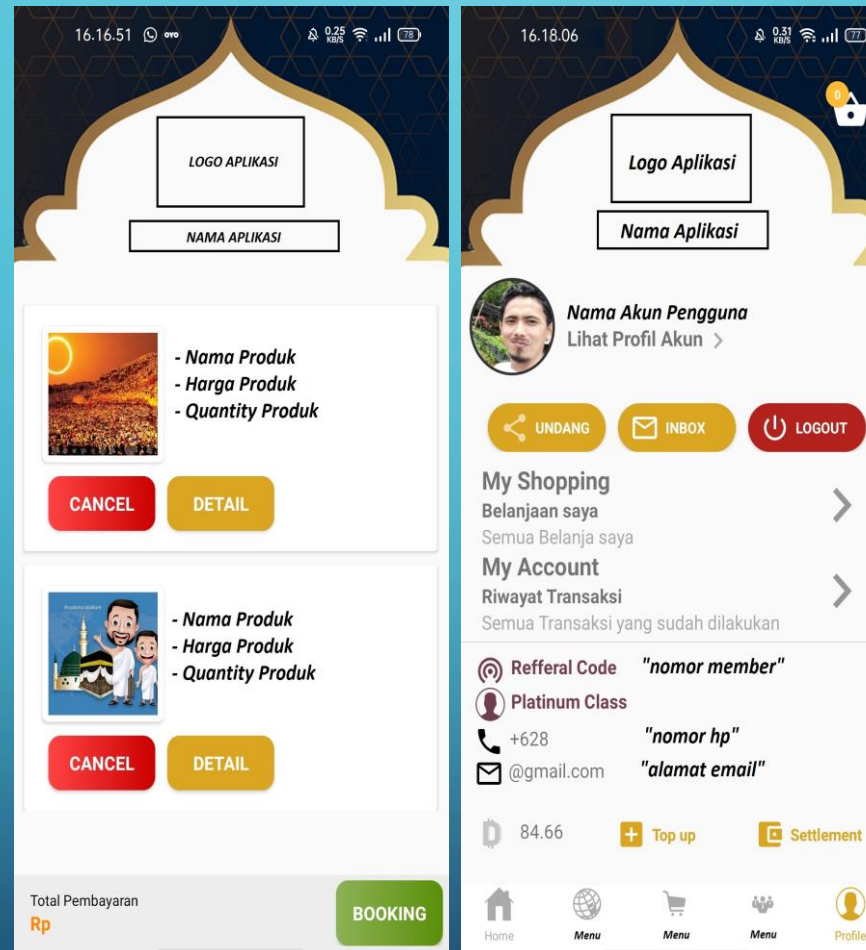 16.16.51 OVO 0.25 KB/S 78
LOGO APLIKASI
NAMA APLIKASI
- Nama Produk
- Harga Produk
- Quantity Produk
CANCEL
DETAIL
- Nama Produk
- Harga Produk
- Quantity Produk
CANCEL
DETAIL
Total Pembayaran
Rp
BOOKING
16.18.06 0.31 KB/S 77
0
Logo Aplikasi
Nama Aplikasi
Nama Akun Pengguna
Lihat Profil Akun
UNDANG
INBOX
LOGOUT
My Shopping
Belanjaan saya
Semua Belanja saya
My Account
Riwayat Transaksi
Semua Transaksi yang sudah dilakukan
Refferal Code "nomor member"
Platinum Class
+628 "nomor hp"
@gmail.com "alamat email"
84.66
Top up
Settlement
Home
Menu
Menu
Menu
Profile